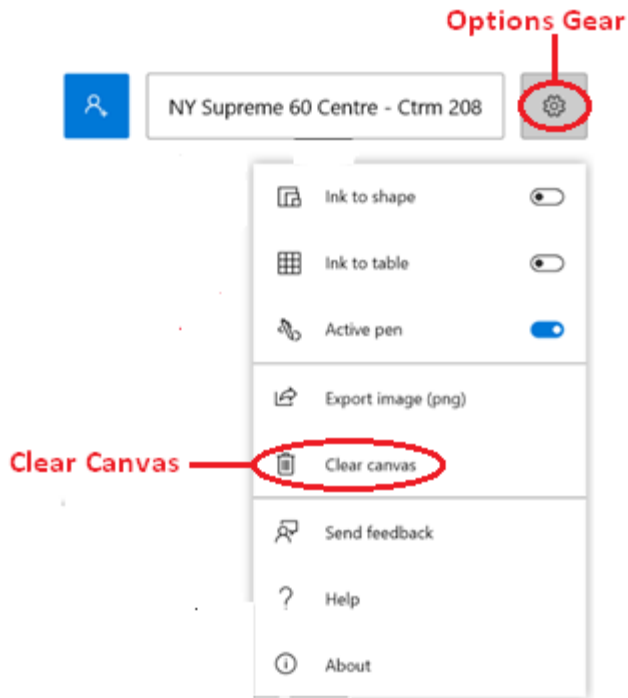 Options Gear
NY Supreme 60 Centre - Ctrm 208
Ink to shape
Ink to table
Active pen
Export image (png)
Clear Canvas
Clear canvas
Send feedback
Help
About